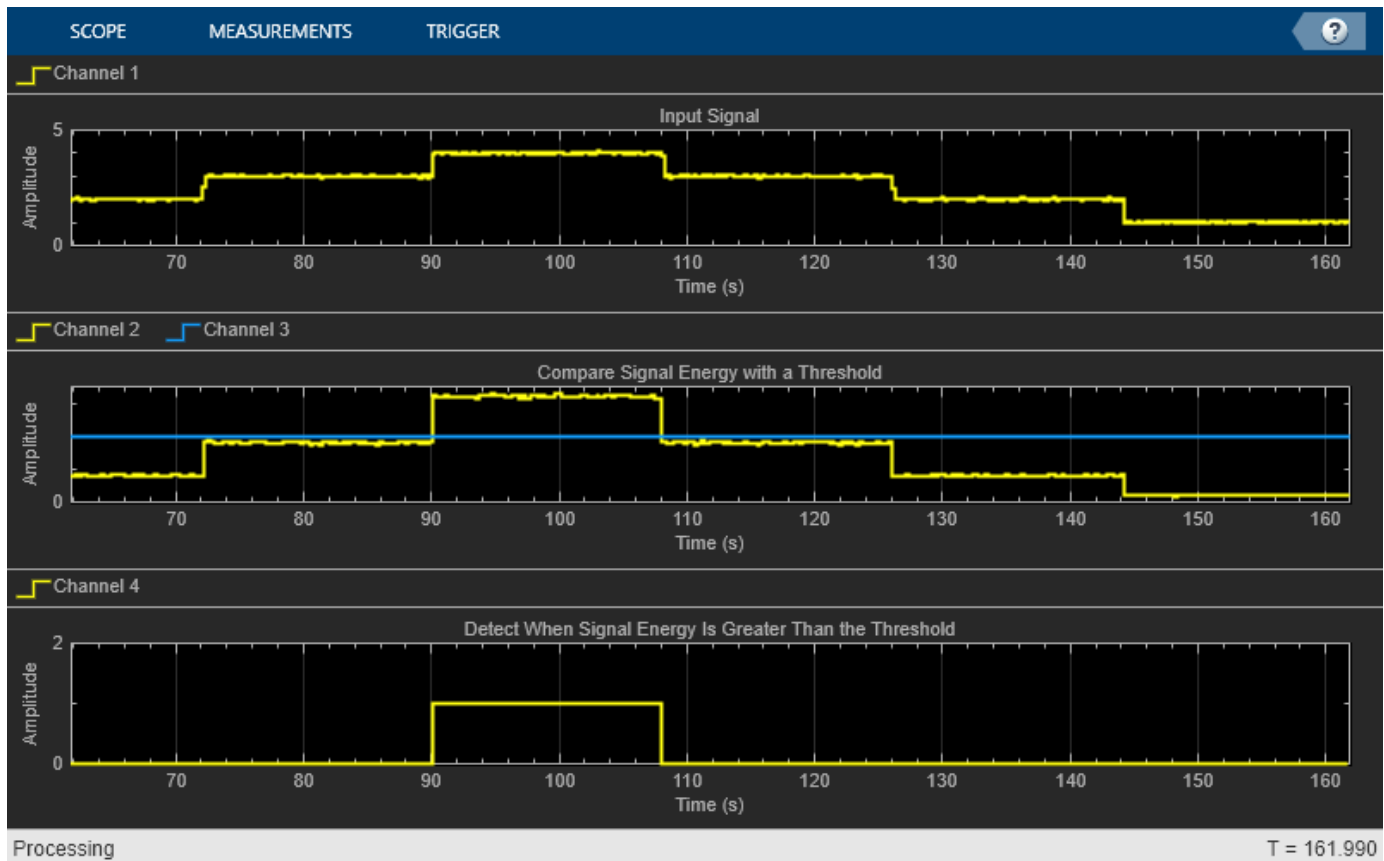 SCOPE MEASUREMENTS TRIGGER ?
Channel 1
Input Signal
Amplitude
5
0
70 80 90 100 110 120 130 140 150 160
Time (s)
Channel 2 Channel 3
Compare Signal Energy with a Threshold
Amplitude
0
70 80 90 100 110 120 130 140 150 160
Time (s)
Channel 4
Detect When Signal Energy Is Greater Than the Threshold
Amplitude
2
0
70 80 90 100 110 120 130 140 150 160
Time (s)
Processing T = 161.990